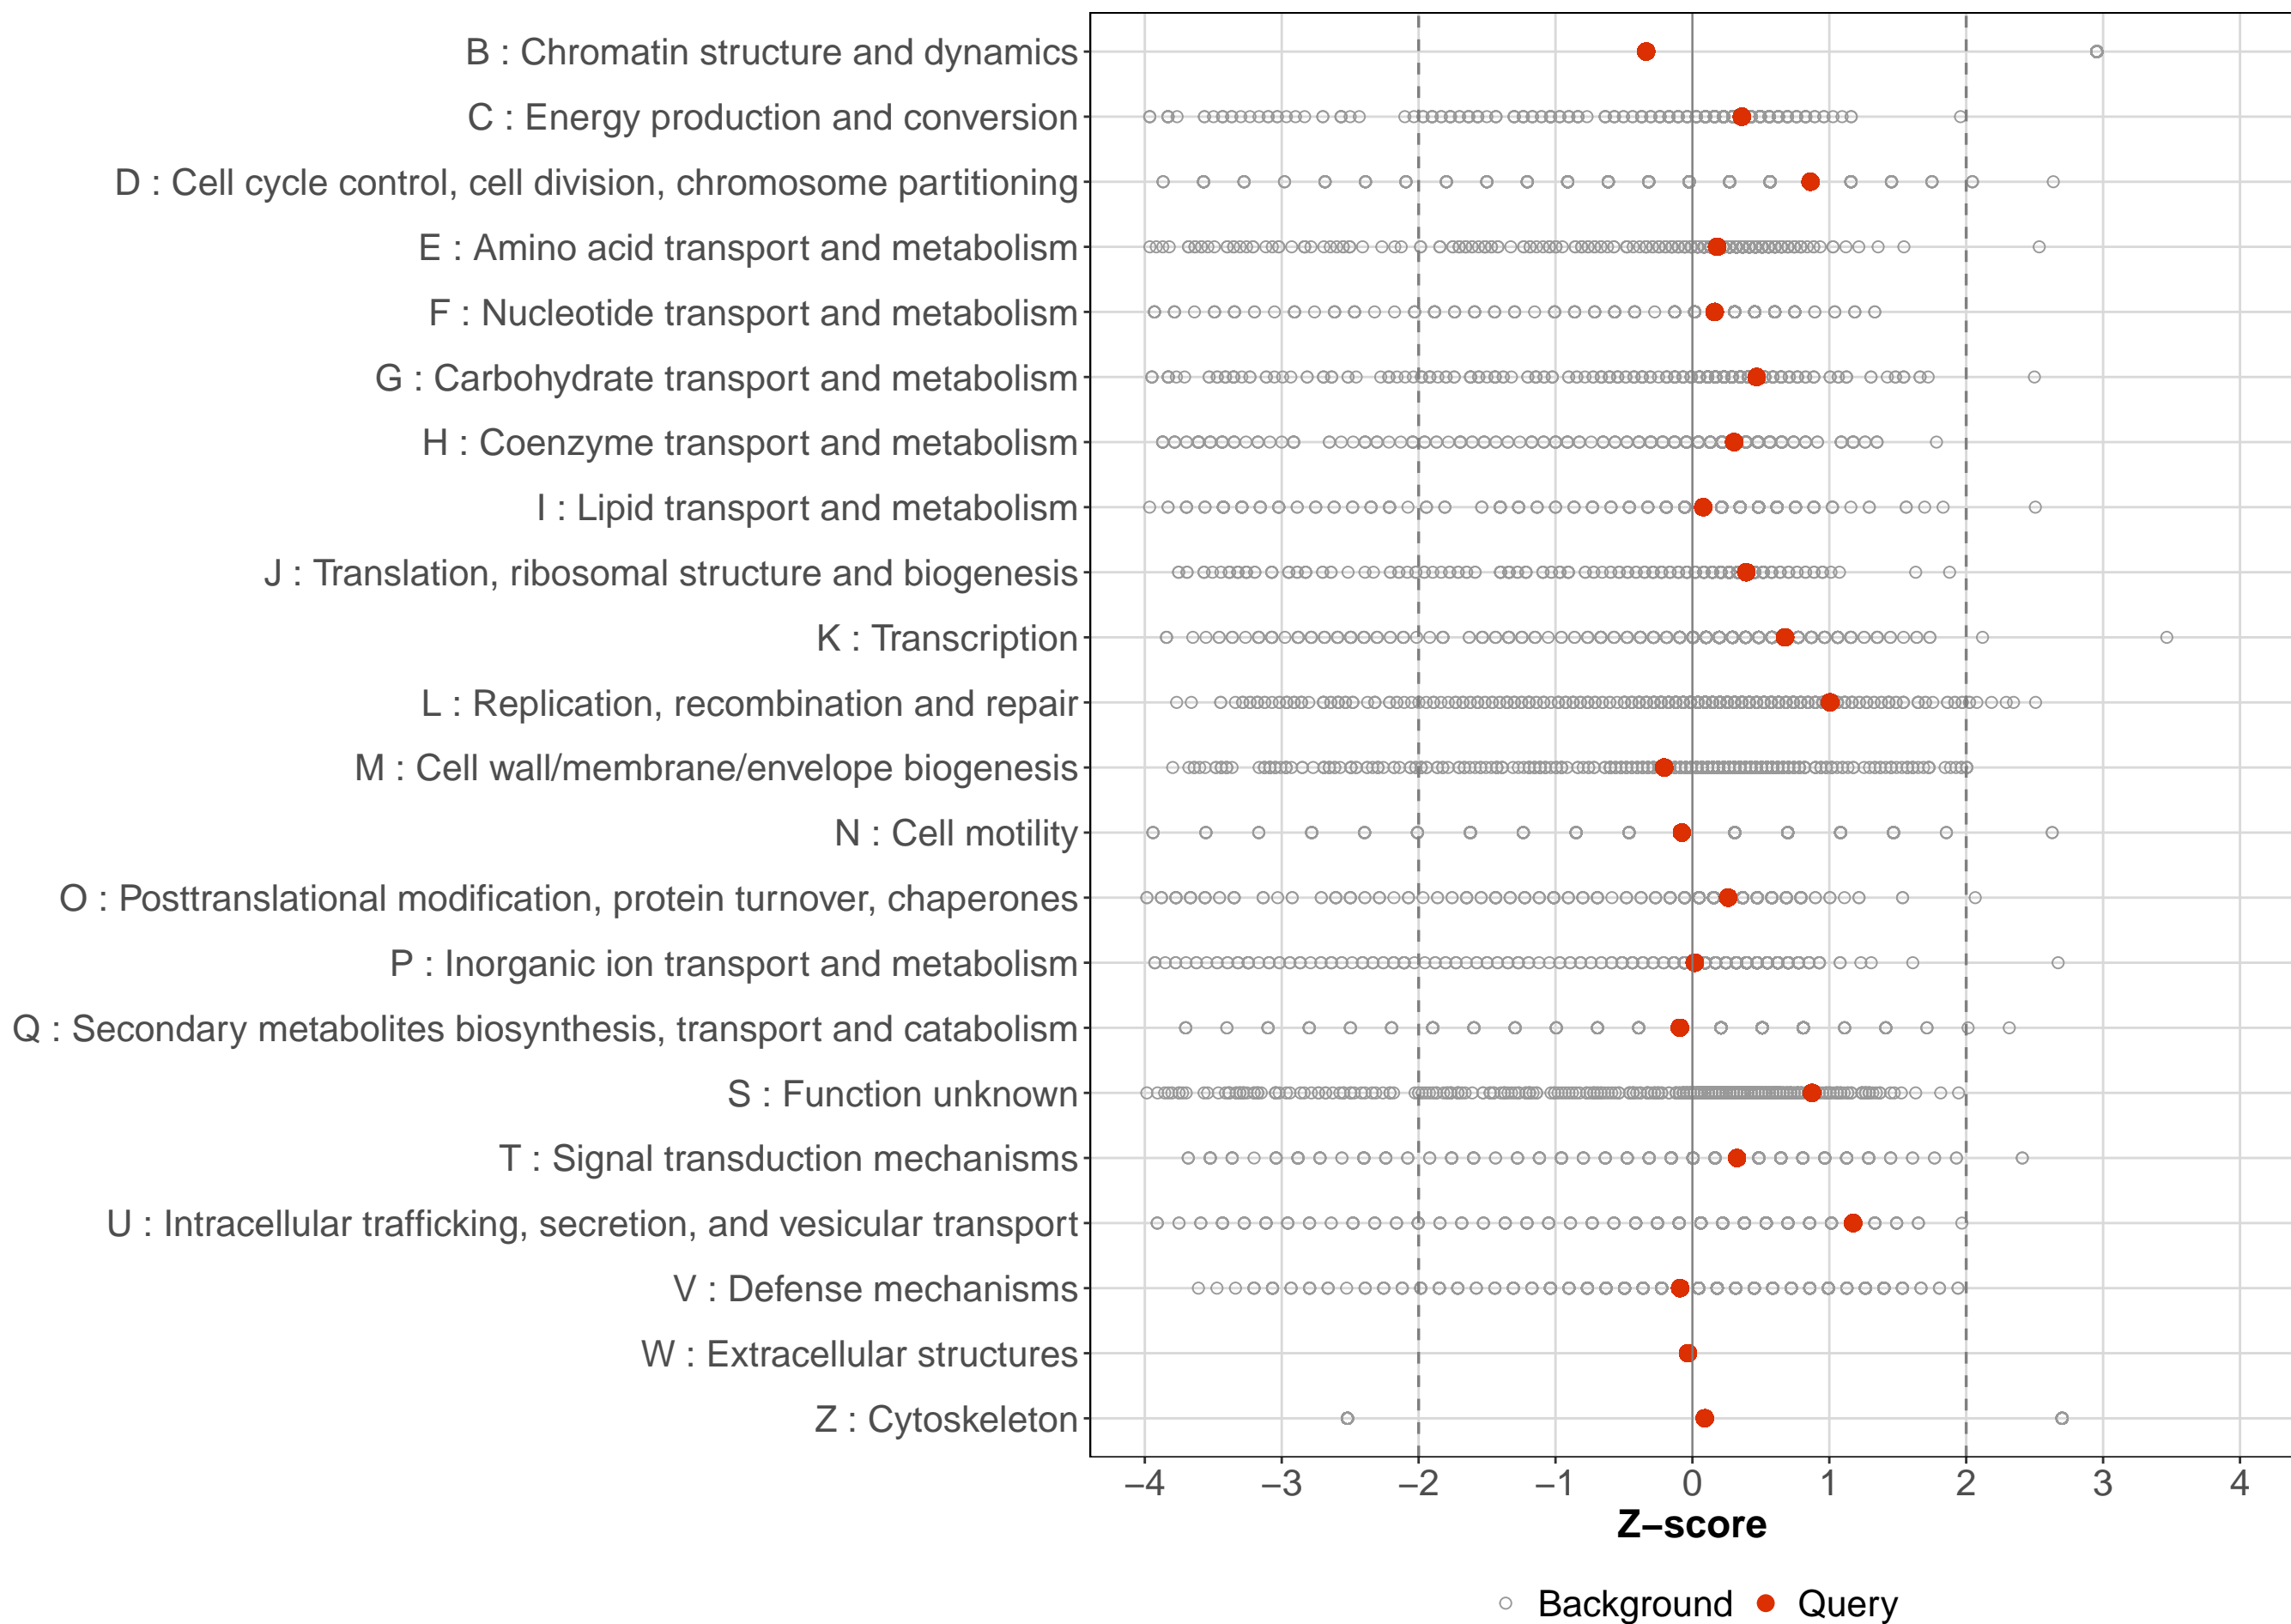 B : Chromatin structure and dynamics
C : Energy production and conversion
D : Cell cycle control, cell division, chromosome partitioning
E : Amino acid transport and metabolism
F : Nucleotide transport and metabolism
G : Carbohydrate transport and metabolism
H : Coenzyme transport and metabolism
I : Lipid transport and metabolism
J : Translation, ribosomal structure and biogenesis
K : Transcription
L : Replication, recombination and repair
M : Cell wall/membrane/envelope biogenesis
N : Cell motility
O : Posttranslational modification, protein turnover, chaperones
P : Inorganic ion transport and metabolism
Q : Secondary metabolites biosynthesis, transport and catabolism
S : Function unknown
T : Signal transduction mechanisms
U : Intracellular trafficking, secretion, and vesicular transport
V : Defense mechanisms
W : Extracellular structures
Z : Cytoskeleton
−4 −3 −2 −1 0 1 2 3 4
Z−score
Background Query